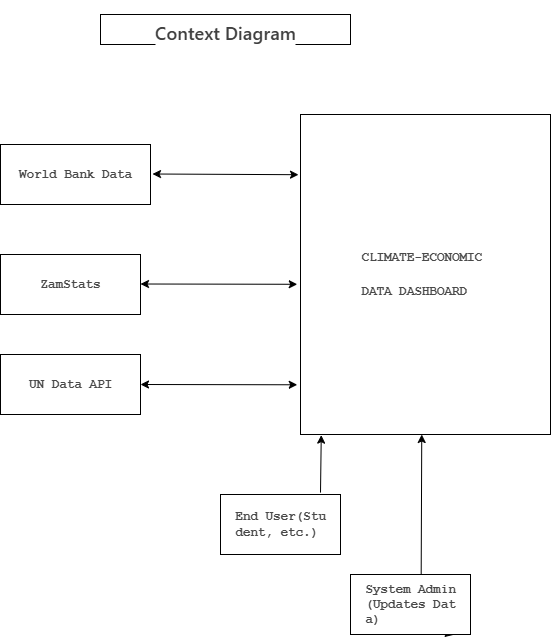 Context Diagram
World Bank Data
CLIMATE-ECONOMIC
ZamStats
DATA DASHBOARD
UN Data API
End User(Stu
dent, etc.)
System Admin
(Updates Dat
a)